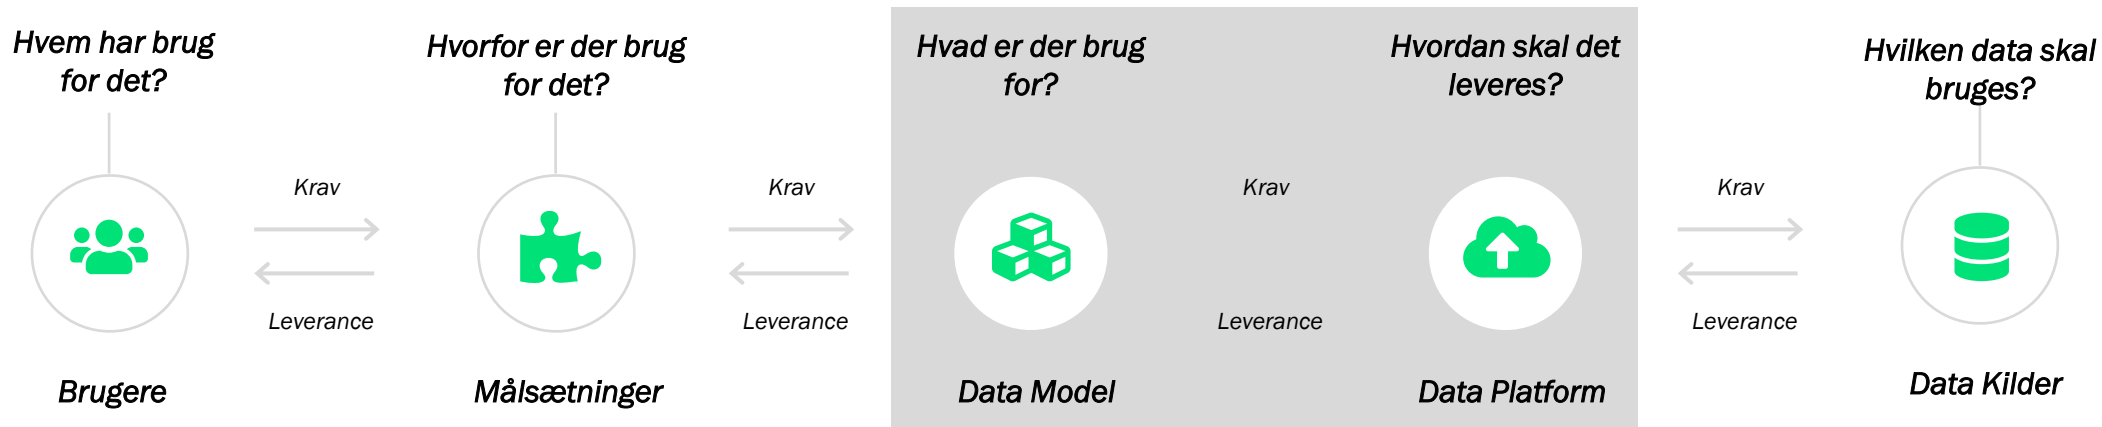 Hvem har brug
for det?
Hvorfor er der brug
for det?
Hvad er der brug
for?
Hvordan skal det
leveres?
Hvilken data skal
bruges?
Krav
Krav
Krav
Krav
Leverance
Leverance
Leverance
Leverance
Brugere
Målsætninger
Data Model
Data Platform
Data Kilder